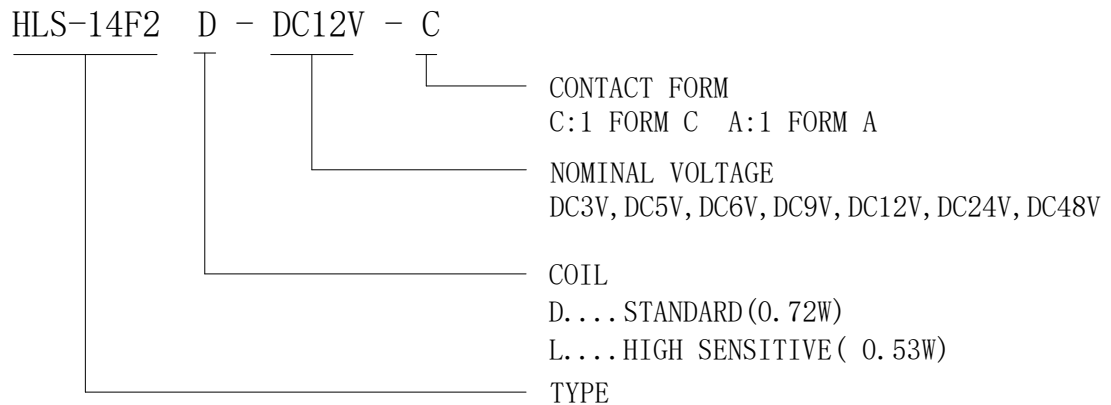 HLS-14F2 D - DC12V - C
CONTACT FORM
C:1 FORM C A:1 FORM A
NOMINAL VOLTAGE
DC3V,DC5V,DC6V,DC9V,DC12V,DC24V,DC48V
COIL
D....STANDARD(0.72W)
L....HIGH SENSITIVE( 0.53W)
TYPE